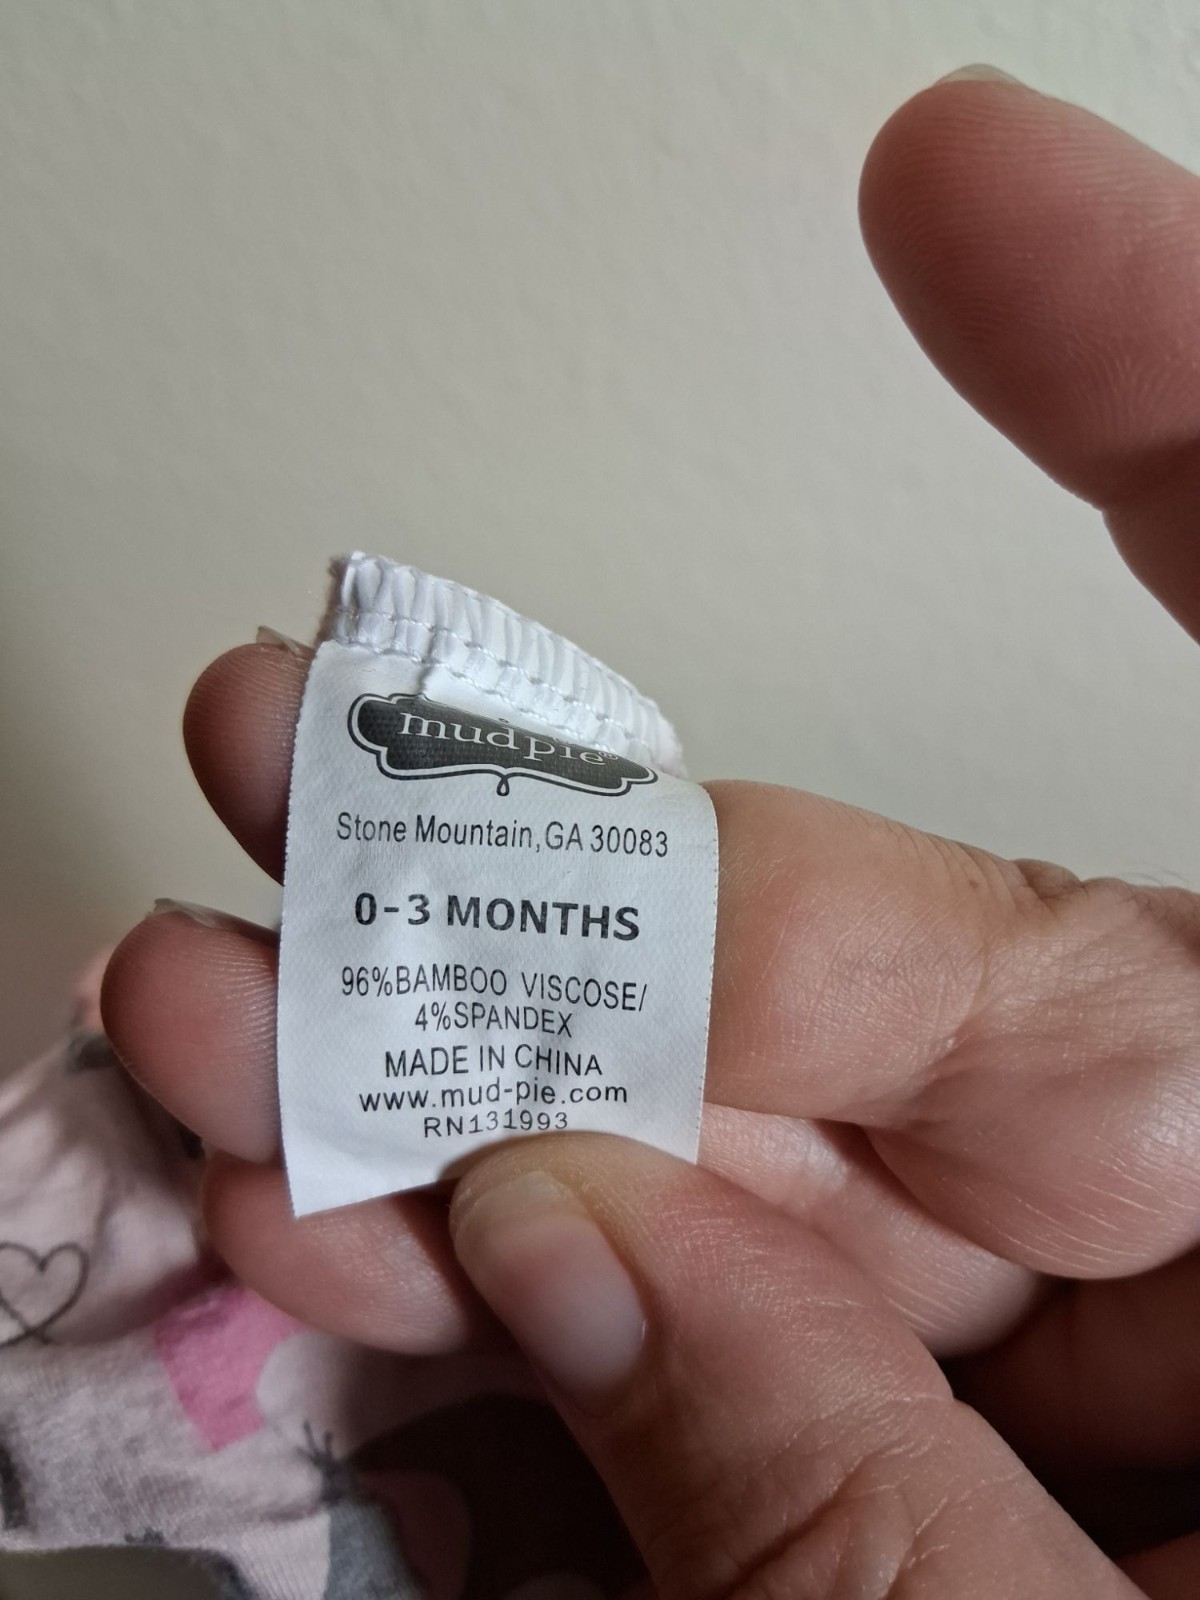 mud pie®
Stone Mountain,GA 30083
0-3 MONTHS
96%BAMBOO VISCOSE/
4%SPANDEX
MADE IN CHINA
www.mud-pie.com
RN131993